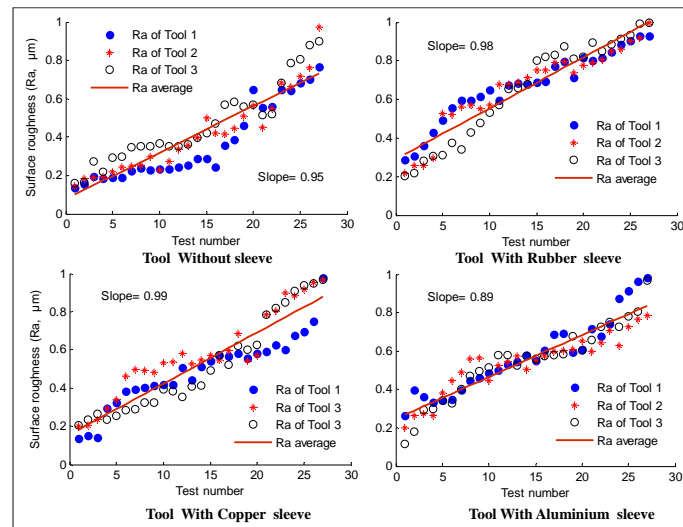 Surface roughness (Ra, μm)
1
0.8
0.6
0.4
0.2
0
0 5 10 15 20 25 30
Ra of Tool 1
Ra of Tool 2
Ra of Tool 3
Ra average
Slope= 0.95
Test number
Tool Without sleeve
1
0.8
0.6
0.4
0.2
0
0 5 10 15 20 25 30
Slope= 0.98
Ra of Tool 1
Ra of Tool 2
Ra of Tool 3
Ra average
Test number
Tool With Rubber sleeve
Surface roughness (Ra, μm)
1
0.8
0.6
0.4
0.2
0
0 5 10 15 20 25 30
Slope= 0.99
Ra of Tool 1
Ra of Tool 3
Ra of Tool 3
Ra average
Test number
Tool With Copper sleeve
1
0.8
0.6
0.4
0.2
0
0 5 10 15 20 25 30
Slope= 0.89
Ra of Tool 1
Ra of Tool 2
Ra of Tool 3
Ra average
Test number
Tool With Aluminium sleeve